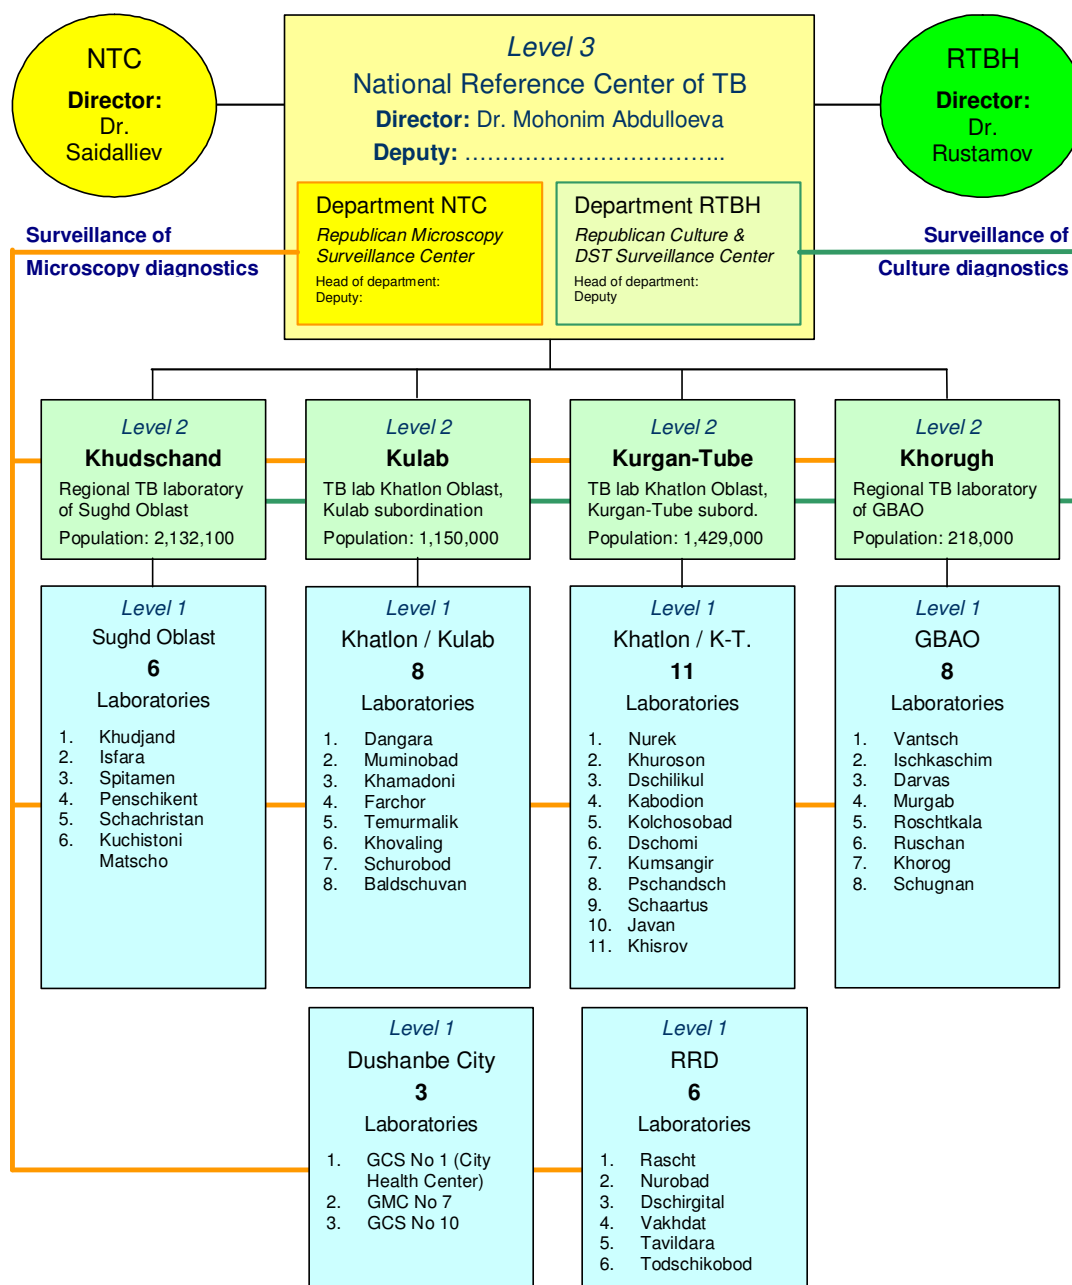 NTC
Director:
Dr.
Saidalliev
Level 3
National Reference Center of TB
Director: Dr. Mohonim Abdulloeva
Deputy: ……………………………..
RTBH
Director:
Dr.
Rustamov
Surveillance of
Microscopy diagnostics
Department NTC
Republican Microscopy
Surveillance Center
Head of department:
Deputy:
Department RTBH
Republican Culture &
DST Surveillance Center
Head of department:
Deputy
Surveillance of
Culture diagnostics
Level 2
Khudschand
Regional TB laboratory
of Sughd Oblast
Population: 2,132,100
Level 2
Kulab
TB lab Khatlon Oblast,
Kulab subordination
Population: 1,150,000
Level 2
Kurgan-Tube
TB lab Khatlon Oblast,
Kurgan-Tube subord.
Population: 1,429,000
Level 2
Khorugh
Regional TB laboratory
of GBAO
Population: 218,000
Level 1
Sughd Oblast
6
Laboratories
1. Khudjand
2. Isfara
3. Spitamen
4. Penschikent
5. Schachristan
6. Kuchistoni
Matscho
Level 1
Khatlon / Kulab
8
Laboratories
1. Dangara
2. Muminobad
3. Khamadoni
4. Farchor
5. Temurmalik
6. Khovaling
7. Schurobod
8. Baldschuvan
Level 1
Khatlon / K-T.
11
Laboratories
1. Nurek
2. Khuroson
3. Dschilikul
4. Kabodion
5. Kolchosobad
6. Dschomi
7. Kumsangir
8. Pschandsch
9. Schaartus
10. Javan
11. Khisrov
Level 1
GBAO
8
Laboratories
1. Vantsch
2. Ischkaschim
3. Darvas
4. Murgab
5. Roschtkala
6. Ruschan
7. Khorog
8. Schugnan
Level 1
Dushanbe City
3
Laboratories
1. GCS No 1 (City
Health Center)
2. GMC No 7
3. GCS No 10
Level 1
RRD
6
Laboratories
1. Rascht
2. Nurobad
3. Dschirgital
4. Vakhdat
5. Tavildara
6. Todschikobod